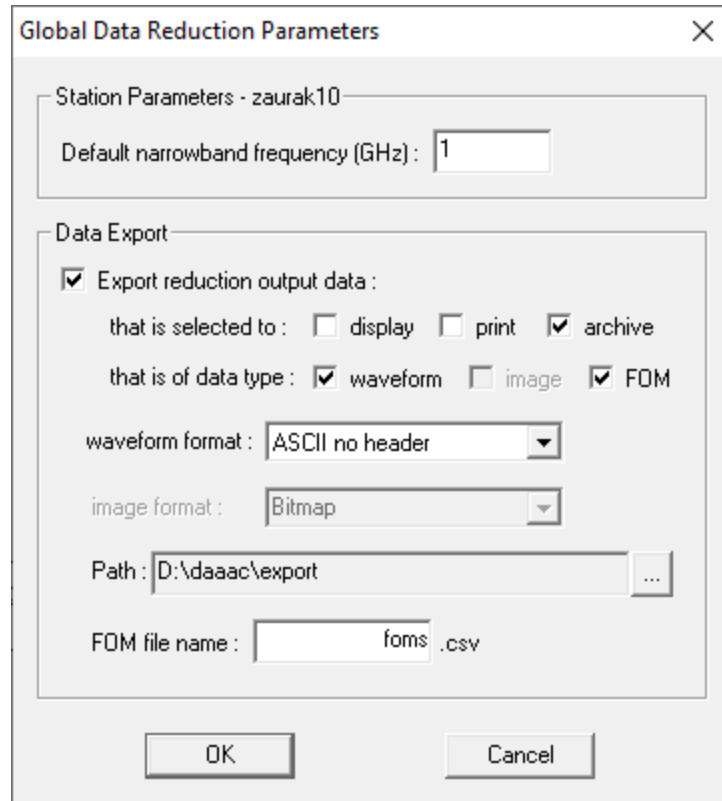 Global Data Reduction Parameters
Station Parameters - zaurak10
Default narrowband frequency (GHz) : 1
Data Export
Export reduction output data :
that is selected to : display print archive
that is of data type : waveform image FOM
waveform format : ASCII no header
image format : Bitmap
Path : D:\daaac\export ...
FOM file name : foms .csv
OK Cancel